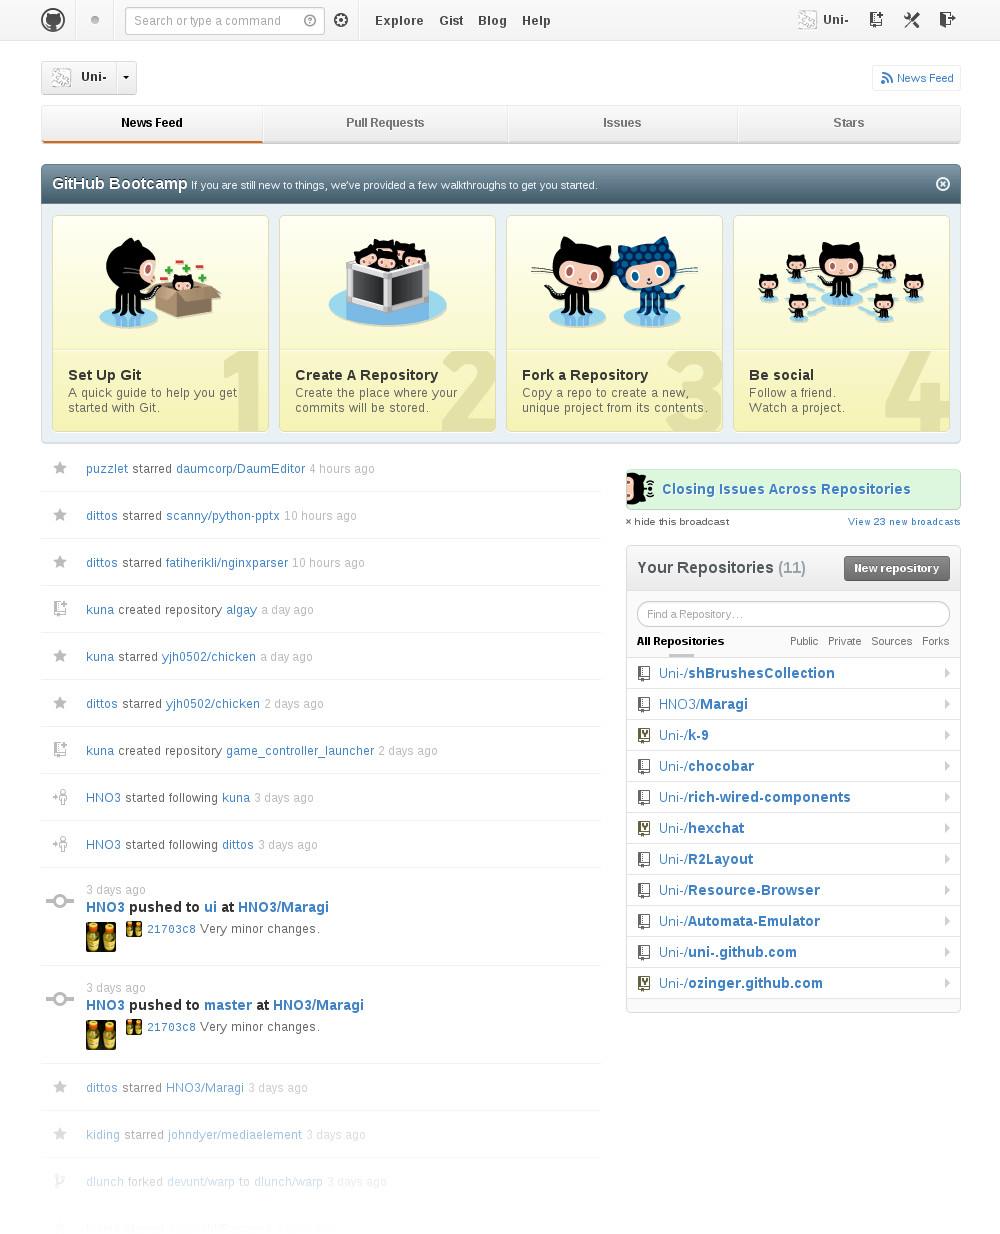 Search or type a command
Explore Gist Blog Help
Uni-
Uni-
News Feed
News Feed Pull Requests Issues Stars
GitHub Bootcamp If you are still new to things, we've provided a few walkthroughs to get you started.
1
Set Up Git
A quick guide to help you get
started with Git.
2
Create A Repository
Create the place where your
commits will be stored.
3
Fork a Repository
Copy a repo to create a new,
unique project from its contents.
4
Be social
Follow a friend.
Watch a project.
puzzlet starred daumcorp/DaumEditor 4 hours ago
dittos starred scanny/python-pptx 10 hours ago
dittos starred fatiherikli/nginxparser 10 hours ago
kuna created repository algay a day ago
kuna starred yjh0502/chicken a day ago
dittos starred yjh0502/chicken 2 days ago
kuna created repository game_controller_launcher 2 days ago
HNO3 started following kuna 3 days ago
HNO3 started following dittos 3 days ago
3 days ago
HNO3 pushed to ui at HNO3/Maragi
21703c8 Very minor changes.
3 days ago
HNO3 pushed to master at HNO3/Maragi
21703c8 Very minor changes.
dittos starred HNO3/Maragi 3 days ago
kiding starred johndyer/mediaelement 3 days ago
dlunch forked devunt/warp to dlunch/warp 3 days ago
Closing Issues Across Repositories
× hide this broadcast View 23 new broadcasts
Your Repositories (11) New repository
Find a Repository…
All Repositories Public Private Sources Forks
Uni-/shBrushesCollection
HNO3/Maragi
Uni-/k-9
Uni-/chocobar
Uni-/rich-wired-components
Uni-/hexchat
Uni-/R2Layout
Uni-/Resource-Browser
Uni-/Automata-Emulator
Uni-/uni-.github.com
Uni-/ozinger.github.com